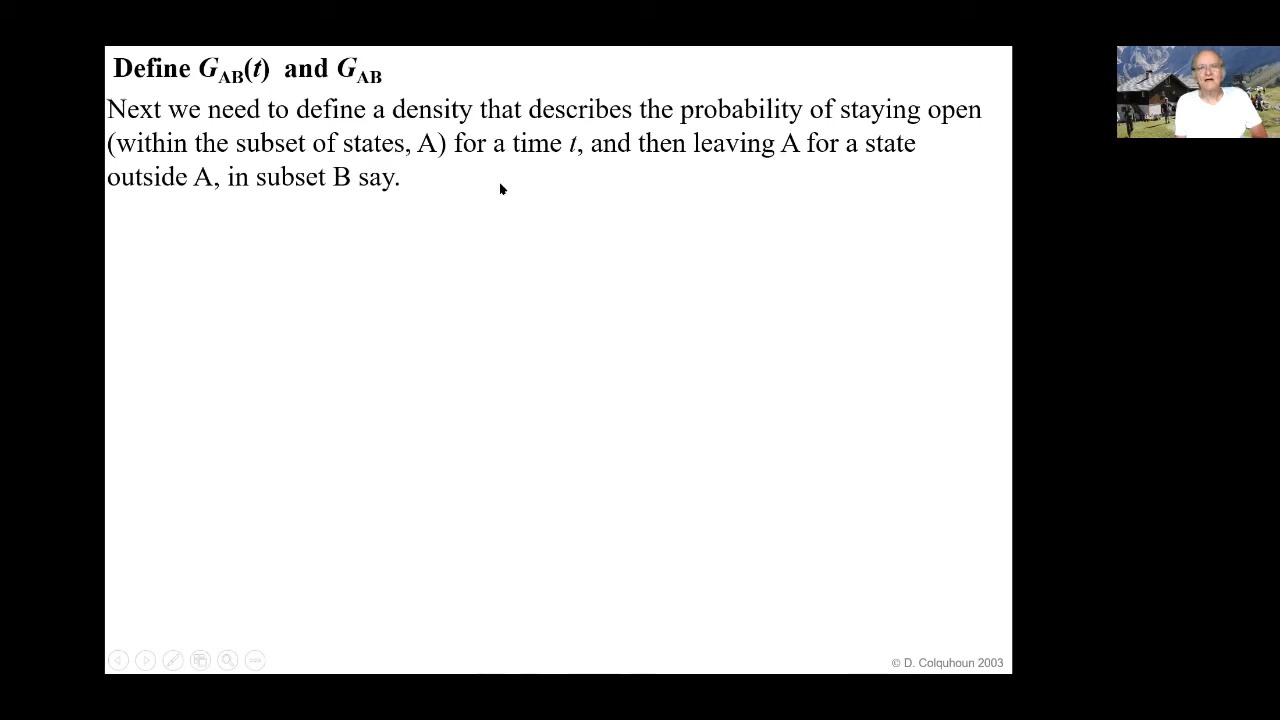 Define G_AB(t) and G_AB
Next we need to define a density that describes the probability of staying open
(within the subset of states, A) for a time t, and then leaving A for a state
outside A, in subset B say.
© D. Colquhoun 2003